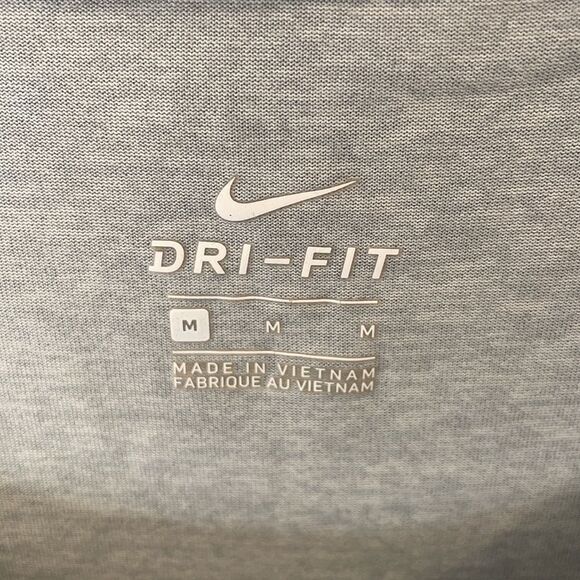 DRI-FIT
M M M
MADE IN VIETNAM
FABRIQUE AU VIETNAM